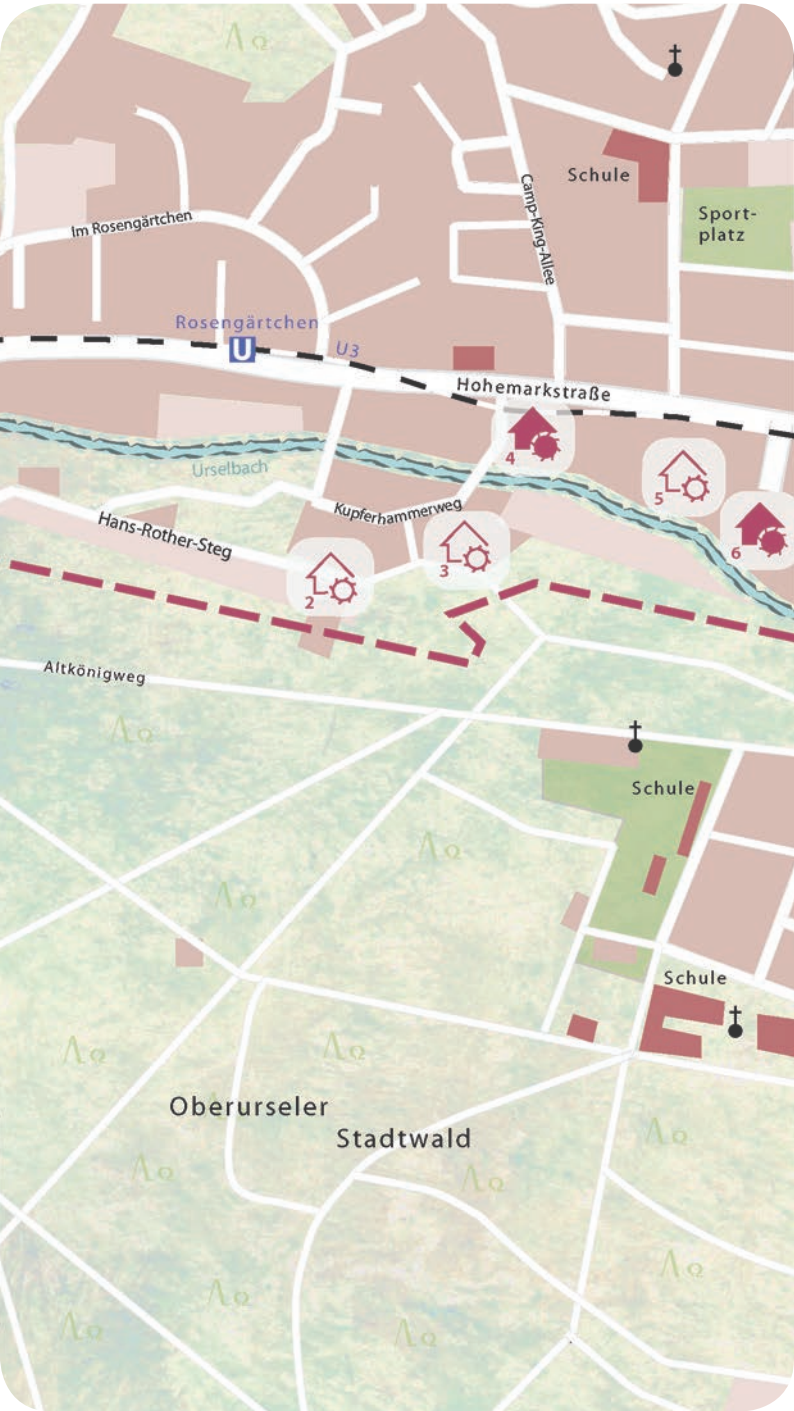 Schule
Camp-King-Allee
Sport-
platz
Im Rosengärtchen
Rosengärtchen
U
U3
Hohemarkstraße
4
5
6
Urselbach
Kupferhammerweg
Hans-Rother-Steg
3
2
Altkönigweg
Schule
Schule
Oberurseler
Stadtwald